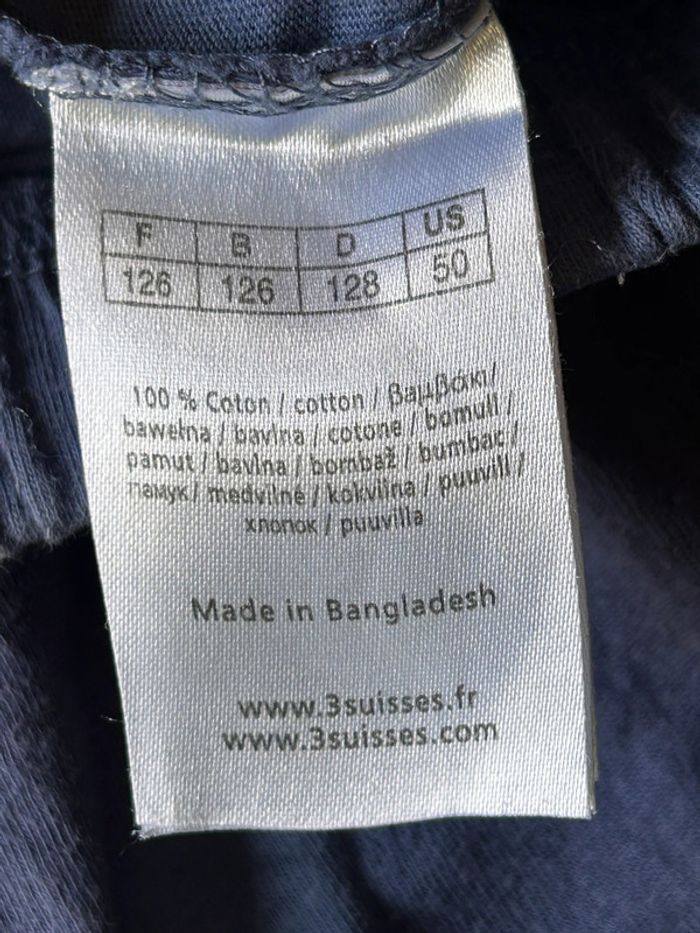 F B D US
126 126 128 50
100 % Coton / cotton / βαμβάκι /
bawełna / bavlna / cotone / bomull /
pamut / bavlna / bombaž / bumbac /
памук / medvilnė / kokvilna / puuvill /
хлопок / puuvilla
Made in Bangladesh
www.3suisses.fr
www.3suisses.com